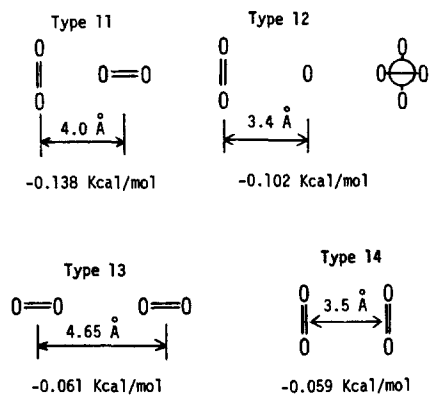 Type 11
O
O=O
O
4.0 Å
-0.138 Kcal/mol
Type 12
O
O
O
3.4 Å
O
O O
O
-0.102 Kcal/mol
Type 13
O=O O=O
4.65 Å
-0.061 Kcal/mol
Type 14
O O
3.5 Å
O O
-0.059 Kcal/mol